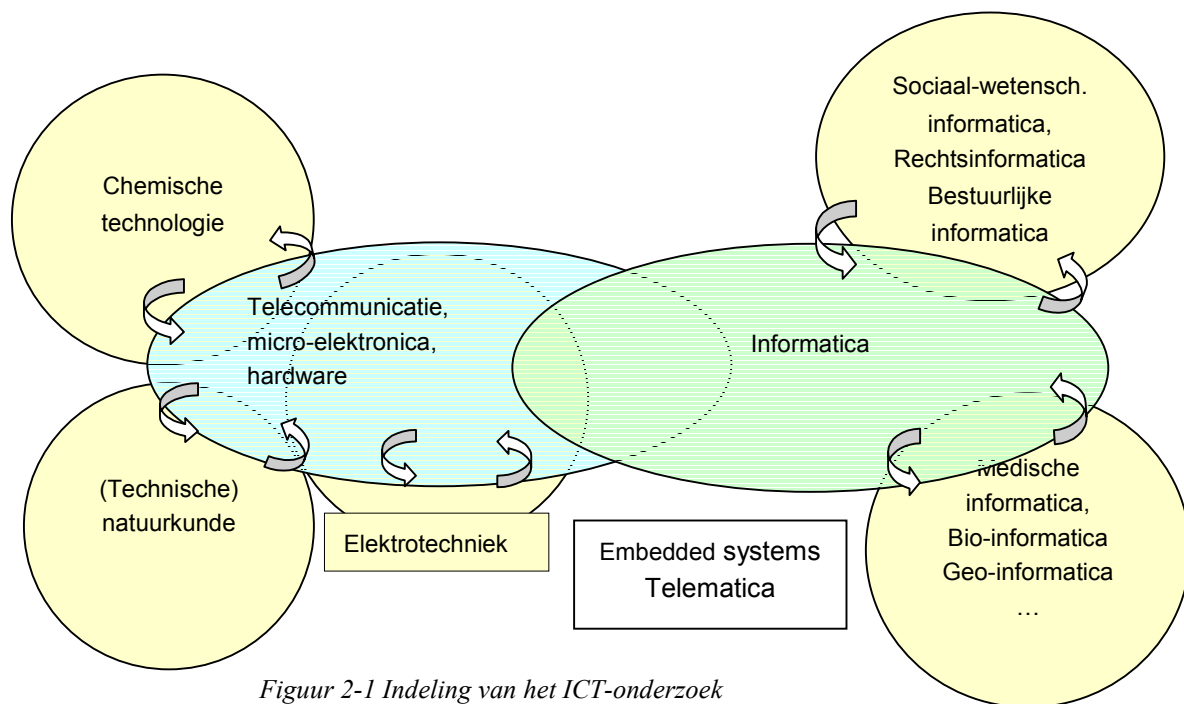 Sociaal-wetensch.
informatica,
Rechtsinformatica
Bestuurlijke
informatica
Chemische
technologie
Telecommunicatie,
micro-elektronica,
hardware
Informatica
(Technische)
natuurkunde
Elektrotechniek
Embedded systems
Telematica
Medische
informatica,
Bio-informatica
Geo-informatica
…
Figuur 2-1 Indeling van het ICT-onderzoek